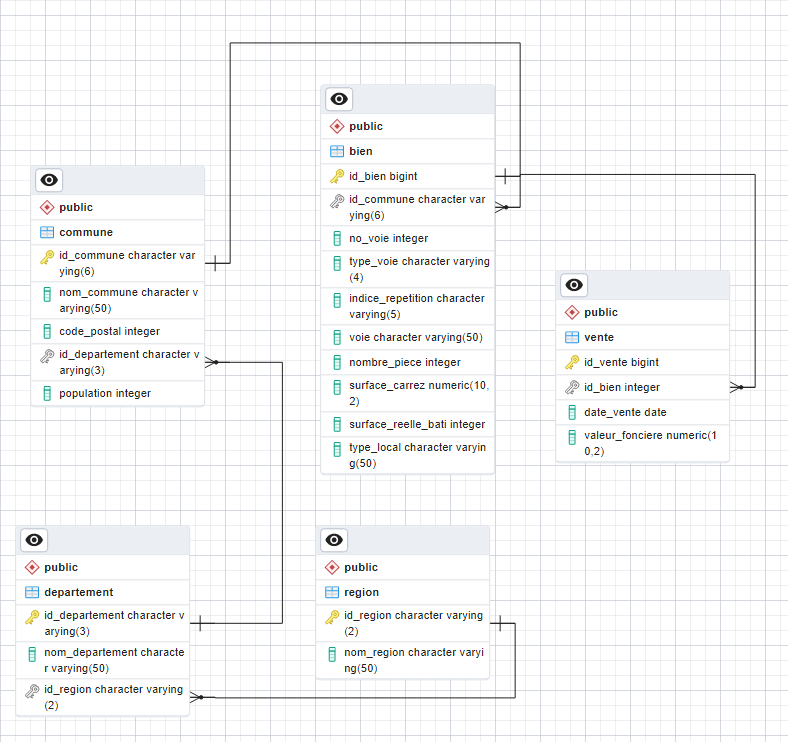 public
bien
id_bien bigint
id_commune character var
ying(6)
no_voie integer
type_voie character varying
(4)
indice_repetition character
varying(5)
voie character varying(50)
nombre_piece integer
surface_carrez numeric(10,
2)
surface_reelle_bati integer
type_local character varyin
g(50)
public
commune
id_commune character var
ying(6)
nom_commune character v
arying(50)
code_postal integer
id_departement character v
arying(3)
population integer
public
vente
id_vente bigint
id_bien integer
date_vente date
valeur_fonciere numeric(1
0,2)
public
departement
id_departement character v
arying(3)
nom_departement characte
r varying(50)
id_region character varying
(2)
public
region
id_region character varying
(2)
nom_region character varyi
ng(50)